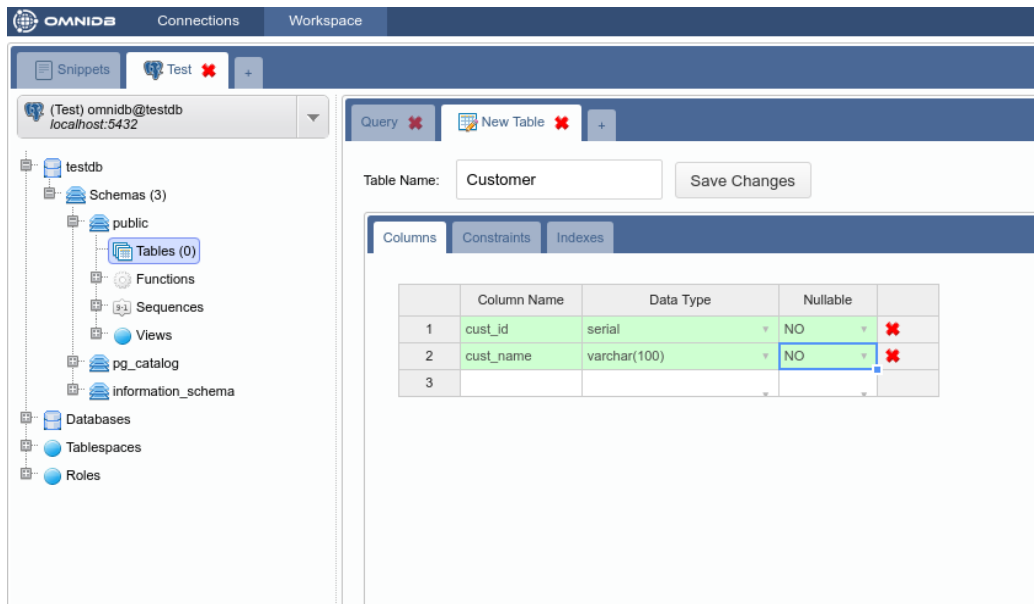 OMNIDB Connections Workspace
Snippets Test +
(Test) omnidb@testdb
localhost:5432
testdb
Schemas (3)
public
Tables (0)
Functions
9-1 Sequences
Views
pg_catalog
information_schema
Databases
Tablespaces
Roles
Query New Table +
Table Name: Customer Save Changes
Columns Constraints Indexes
Column Name Data Type Nullable
1 cust_id serial NO
2 cust_name varchar(100) NO
3